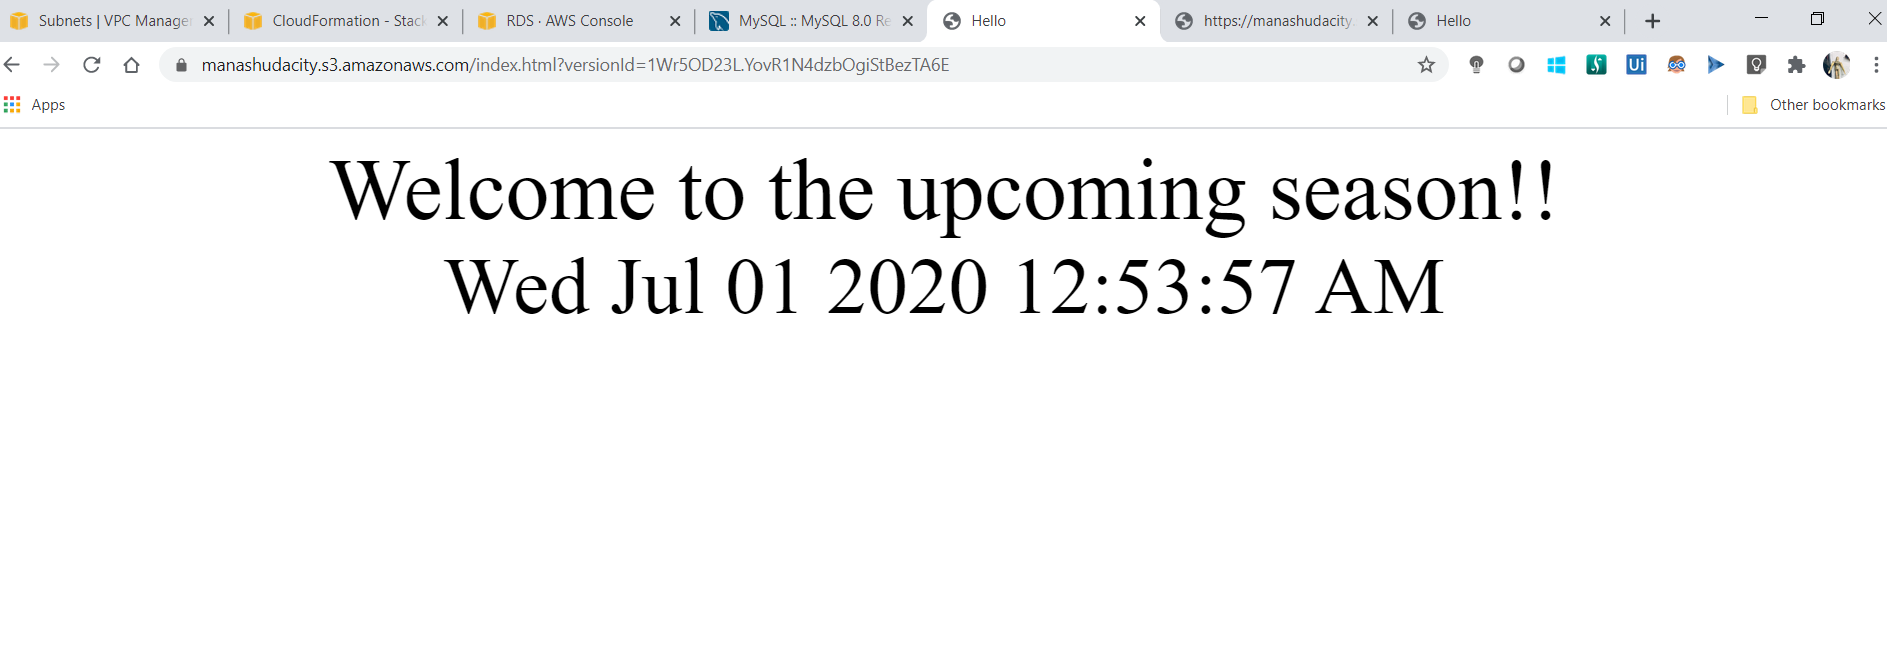 Subnets | VPC Manage
CloudFormation - Stack
RDS · AWS Console
MySQL :: MySQL 8.0 Re
Hello
https://manashudacity.
Hello
manashudacity.s3.amazonaws.com/index.html?versionId=1Wr5OD23L.YovR1N4dzbOgiStBezTA6E
Ui
Apps
Other bookmarks
Welcome to the upcoming season!!
Wed Jul 01 2020 12:53:57 AM